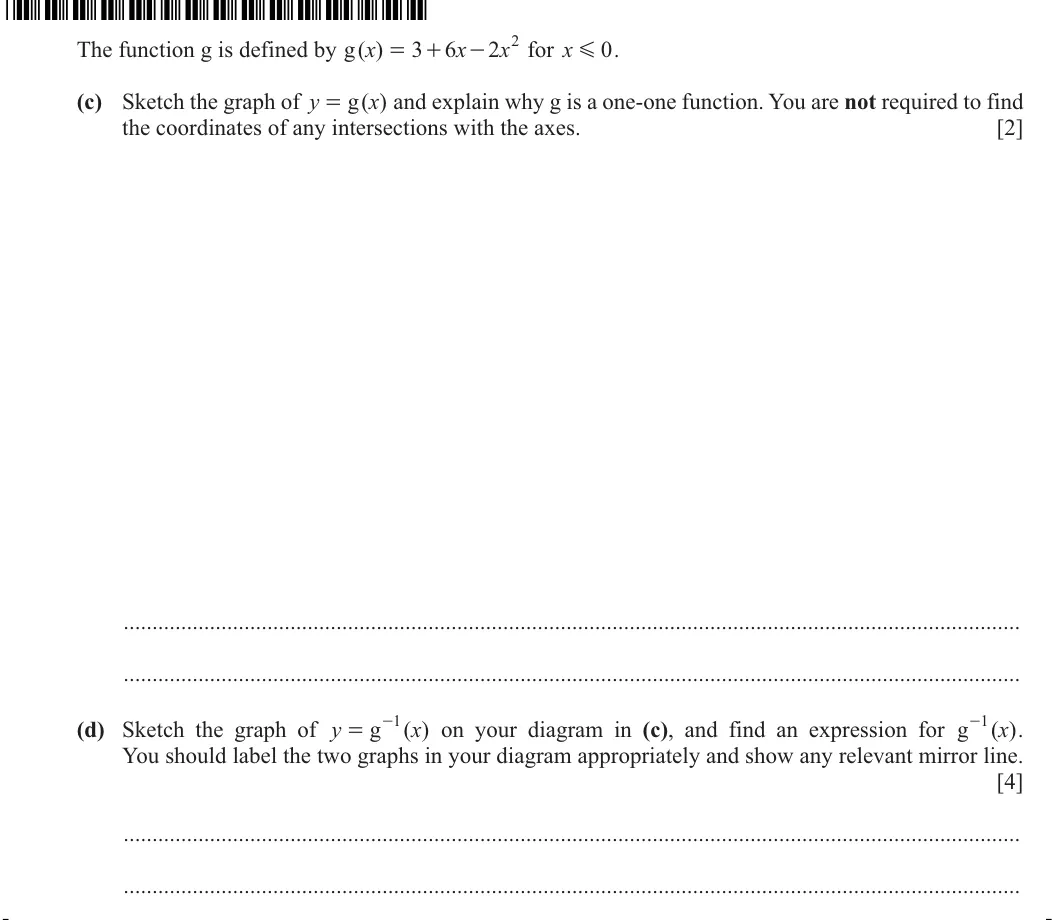 The function g is defined by g(x) = 3+6x−2x² for x ⩽ 0.
(c) Sketch the graph of y = g(x) and explain why g is a one-one function. You are not required to find
the coordinates of any intersections with the axes. [2]
................................................................................
................................................................................
(d) Sketch the graph of y = g⁻¹(x) on your diagram in (c), and find an expression for g⁻¹(x).
You should label the two graphs in your diagram appropriately and show any relevant mirror line.
[4]
................................................................................
................................................................................